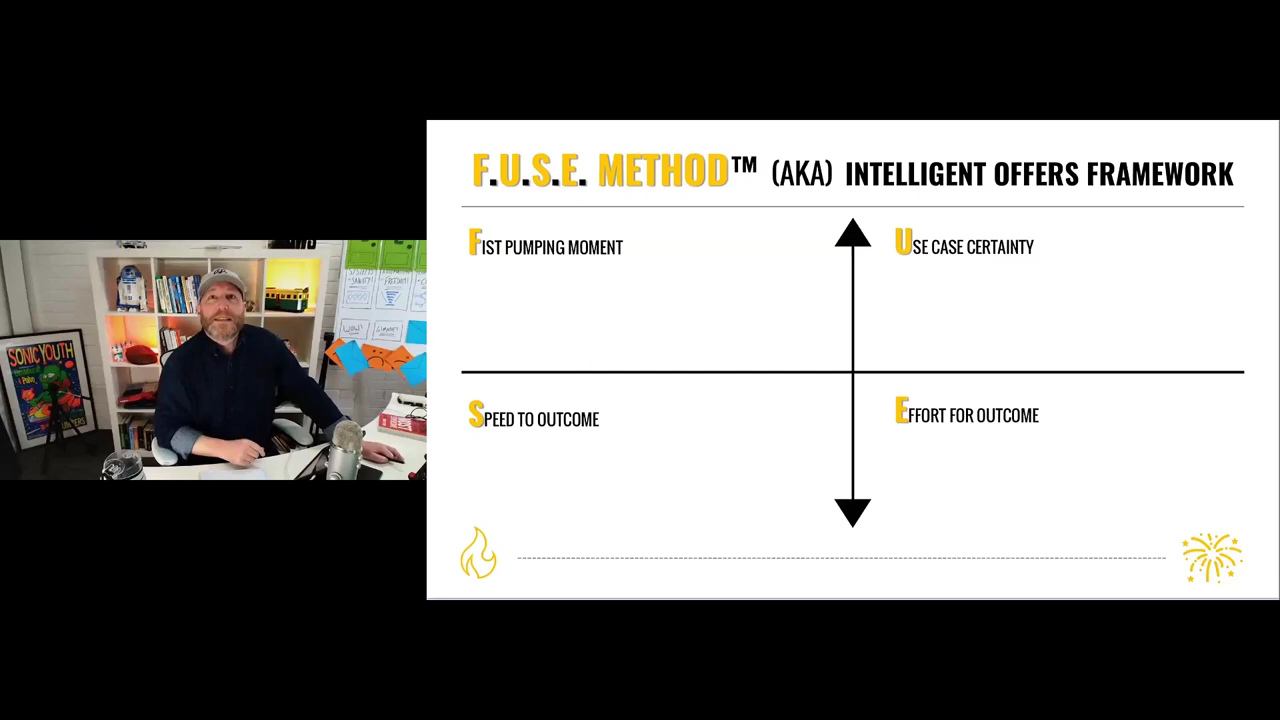 F.U.S.E. METHOD™ (AKA) INTELLIGENT OFFERS FRAMEWORK
FIST PUMPING MOMENT
USE CASE CERTAINTY
SPEED TO OUTCOME
EFFORT FOR OUTCOME
SONIC YOUTH